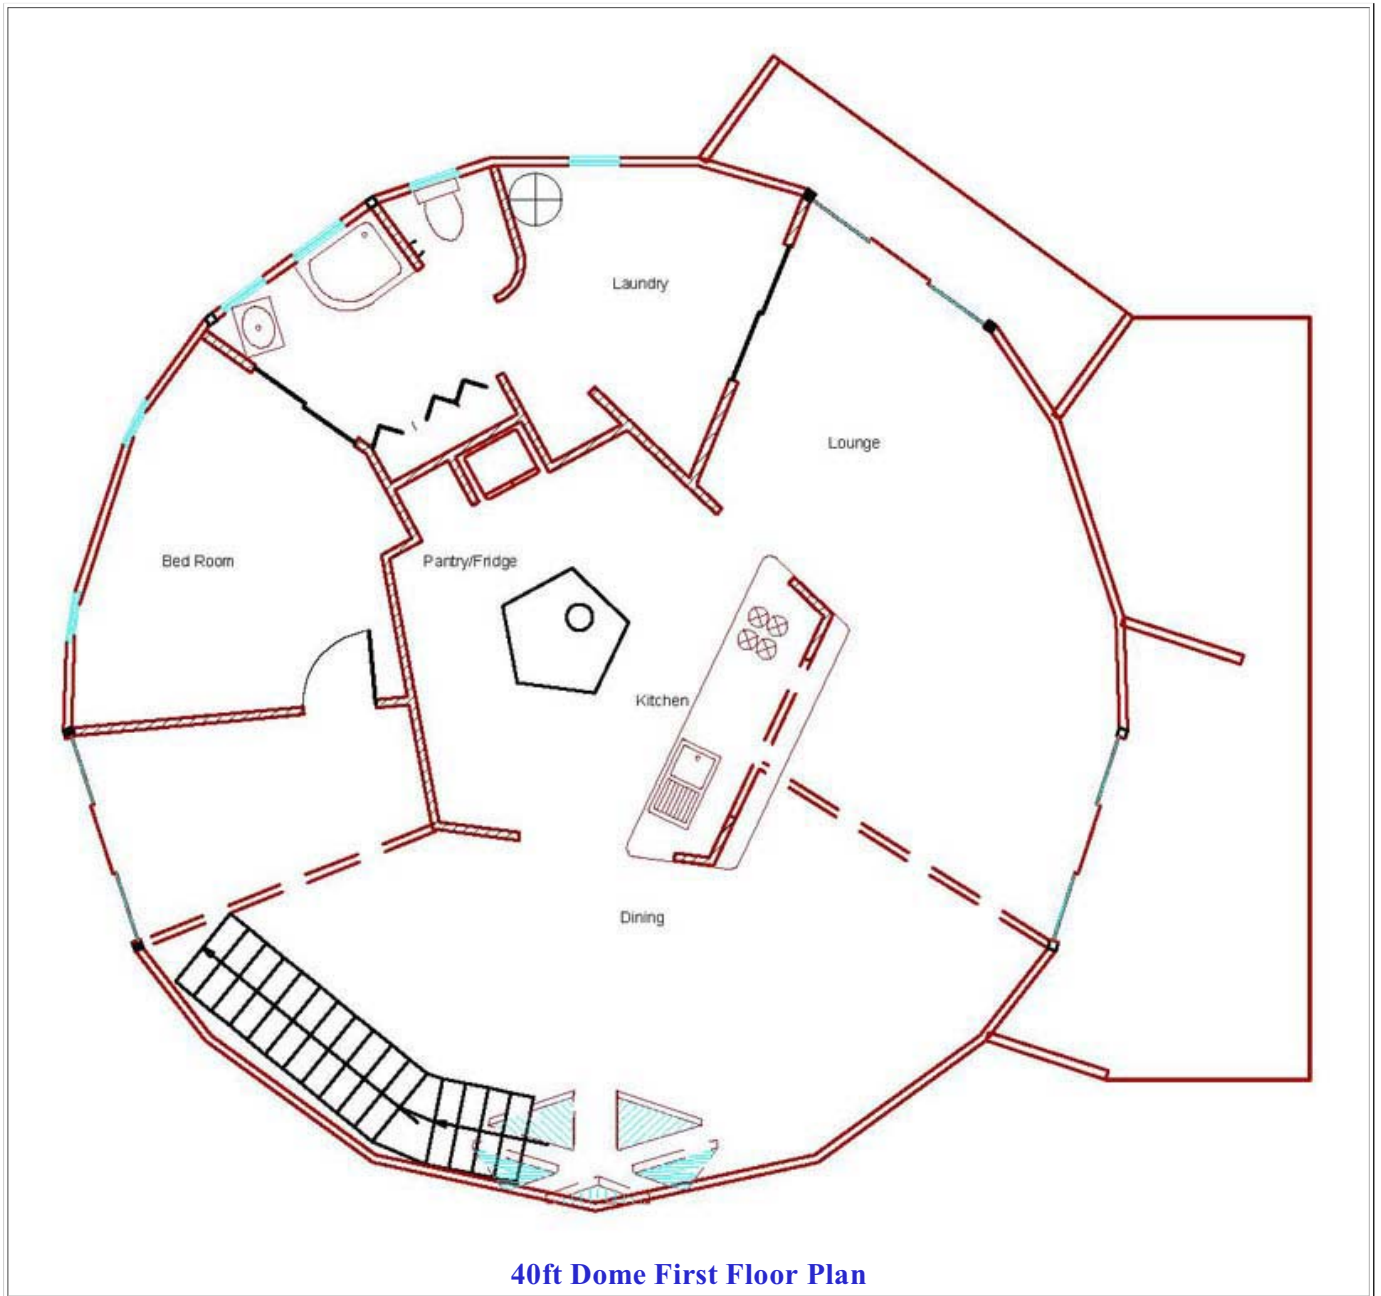 Laundry
Lounge
Bed Room
Pantry/Fridge
Kitchen
Dining
40ft Dome First Floor Plan